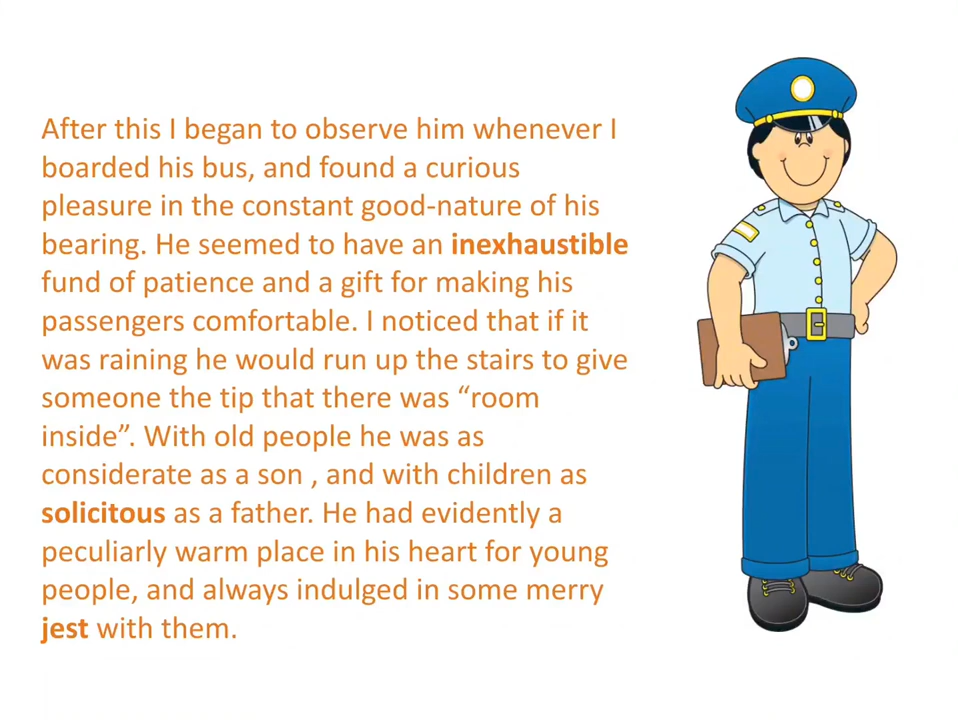 After this I began to observe him whenever I
boarded his bus, and found a curious
pleasure in the constant good-nature of his
bearing. He seemed to have an inexhaustible
fund of patience and a gift for making his
passengers comfortable. I noticed that if it
was raining he would run up the stairs to give
someone the tip that there was “room
inside”. With old people he was as
considerate as a son , and with children as
solicitous as a father. He had evidently a
peculiarly warm place in his heart for young
people, and always indulged in some merry
jest with them.